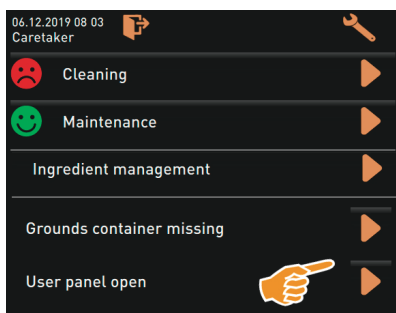 06.12.2019 08 03
Caretaker
Cleaning
Maintenance
Ingredient management
Grounds container missing
User panel open